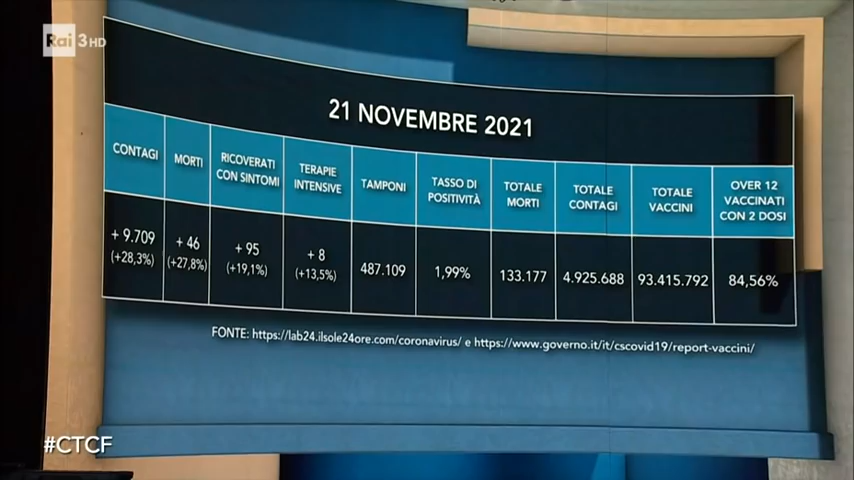 Rai 3HD
21 NOVEMBRE 2021
CONTAGI
MORTI
RICOVERATI
CON SINTOMI
TERAPIE
INTENSIVE
TAMPONI
TASSO DI
POSITIVITÀ
TOTALE
MORTI
TOTALE
CONTAGI
TOTALE
VACCINI
OVER 12
VACCINATI
CON 2 DOSI
+ 9.709
(+28,3%)
+ 46
(+27,8%)
+ 95
(+19,1%)
+ 8
(+13,5%)
487.109
1,99%
133.177
4.925.688
93.415.792
84,56%
FONTE: https://lab24.ilsole24ore.com/coronavirus/ e https://www.governo.it/it/cscovid19/report-vaccini/
#CTCF